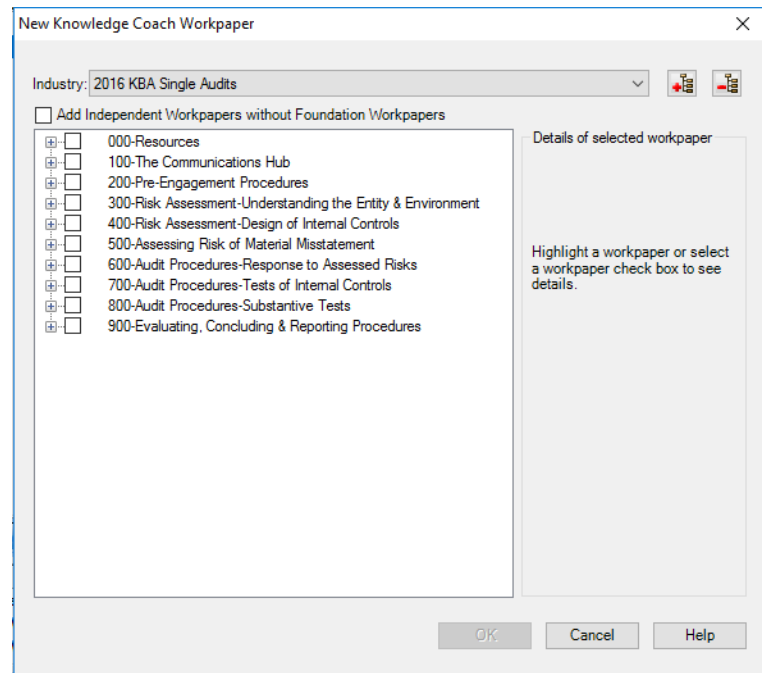 New Knowledge Coach Workpaper
Industry: 2016 KBA Single Audits
Add Independent Workpapers without Foundation Workpapers
000-Resources
100-The Communications Hub
200-Pre-Engagement Procedures
300-Risk Assessment-Understanding the Entity & Environment
400-Risk Assessment-Design of Internal Controls
500-Assessing Risk of Material Misstatement
600-Audit Procedures-Response to Assessed Risks
700-Audit Procedures-Tests of Internal Controls
800-Audit Procedures-Substantive Tests
900-Evaluating, Concluding & Reporting Procedures
Details of selected workpaper
Highlight a workpaper or select
a workpaper check box to see
details.
OK
Cancel
Help